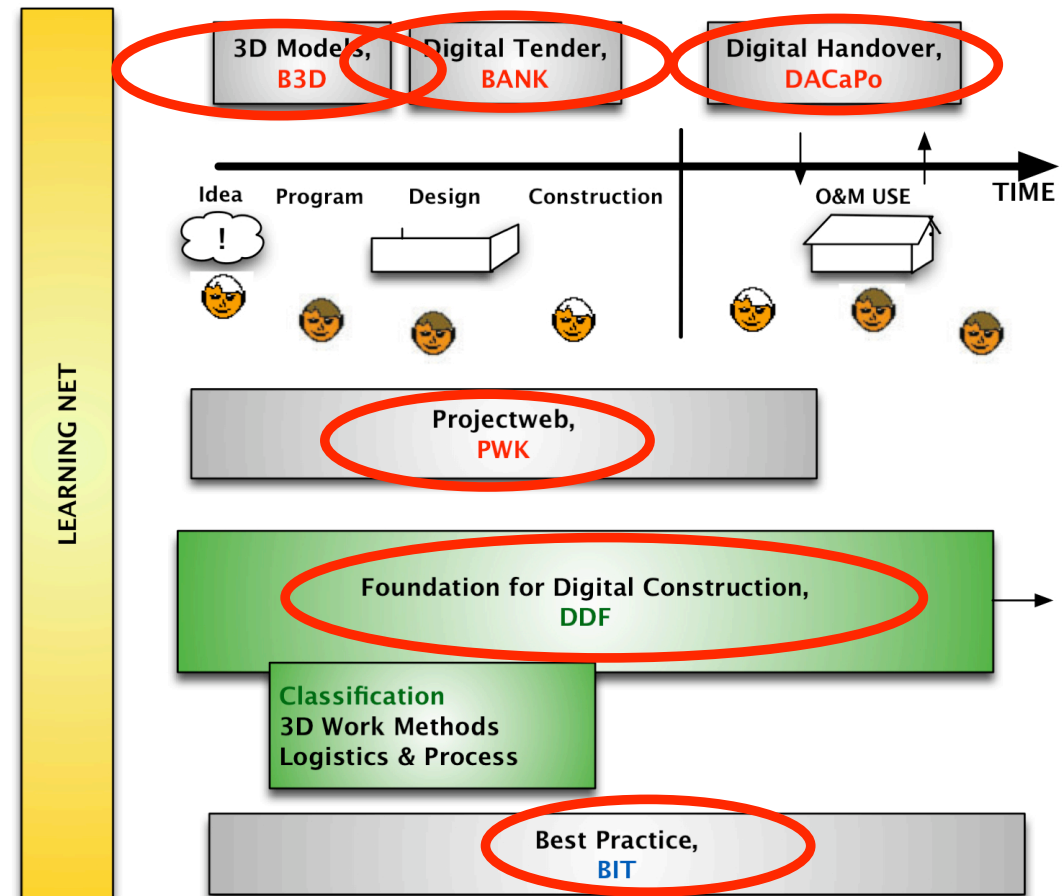 3D Models,
B3D
Digital Tender,
BANK
Digital Handover,
DACaPo
TIME
Idea
Program
Design
Construction
O&M USE
!
LEARNING NET
Projectweb,
PWK
Foundation for Digital Construction,
DDF
Classification
3D Work Methods
Logistics & Process
Best Practice,
BIT